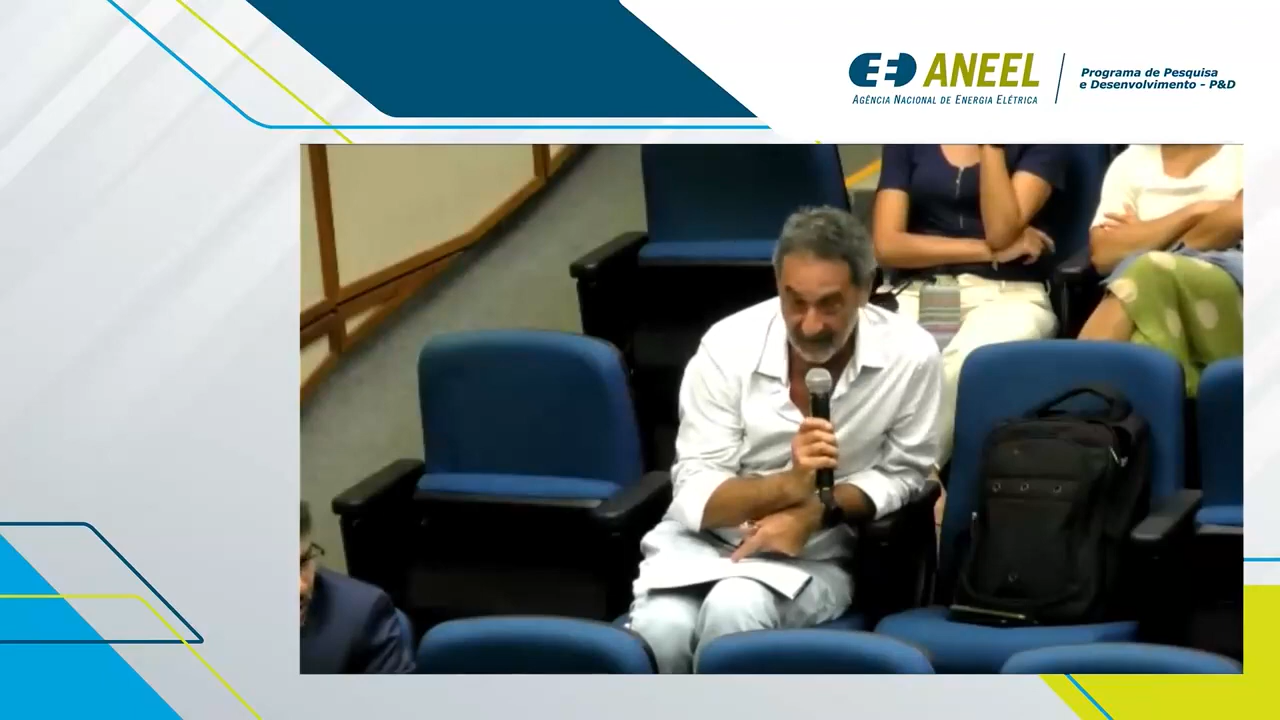 ANEEL
AGÊNCIA NACIONAL DE ENERGIA ELÉTRICA
Programa de Pesquisa
e Desenvolvimento - P&D